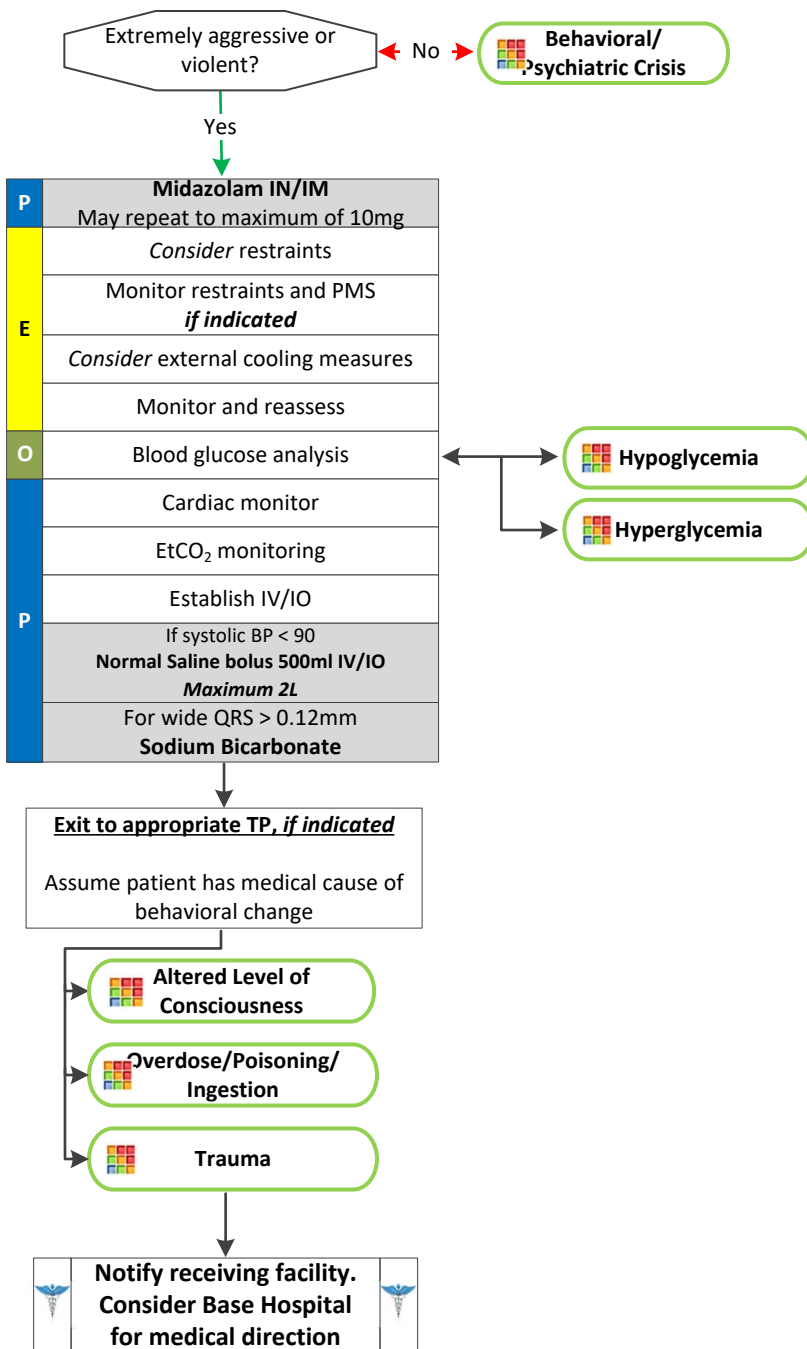 Extremely aggressive or
violent?
No
Behavioral/
Psychiatric Crisis
Yes
P
Midazolam IN/IM
May repeat to maximum of 10mg
E
Consider restraints
Monitor restraints and PMS
if indicated
Consider external cooling measures
Monitor and reassess
O
Blood glucose analysis
Hypoglycemia
Hyperglycemia
P
Cardiac monitor
EtCO₂ monitoring
Establish IV/IO
If systolic BP < 90
Normal Saline bolus 500ml IV/IO
Maximum 2L
For wide QRS > 0.12mm
Sodium Bicarbonate
Exit to appropriate TP, if indicated
Assume patient has medical cause of
behavioral change
Altered Level of
Consciousness
Overdose/Poisoning/
Ingestion
Trauma
Notify receiving facility.
Consider Base Hospital
for medical direction